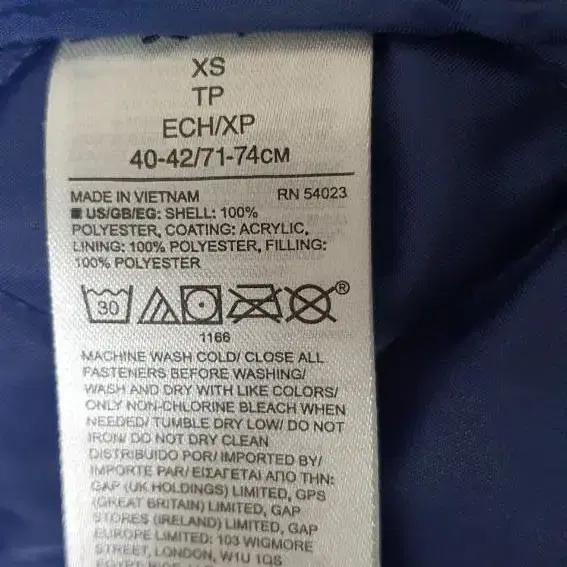 XS
TP
ECH/XP
40-42/71-74CM
MADE IN VIETNAM RN 54023
US/GB/EG: SHELL: 100%
POLYESTER, COATING: ACRYLIC,
LINING: 100% POLYESTER, FILLING:
100% POLYESTER
30
®
1166
MACHINE WASH COLD/ CLOSE ALL
FASTENERS BEFORE WASHING/
WASH AND DRY WITH LIKE COLORS/
ONLY NON-CHLORINE BLEACH WHEN
NEEDED/ TUMBLE DRY LOW/ DO NOT
IRON/ DO NOT DRY CLEAN
DISTRIBUIDO POR/ IMPORTED BY/
IMPORTE PAR/ ΕΙΣΑΓΕΤΑΙ ΑΠΟ ΤΗΝ:
GAP (UK HOLDINGS) LIMITED, GPS
(GREAT BRITAIN) LIMITED, GAP
STORES (IRELAND) LIMITED, GAP
EUROPE LIMITED: 103 WIGMORE
STREET, LONDON, W1U 1QS